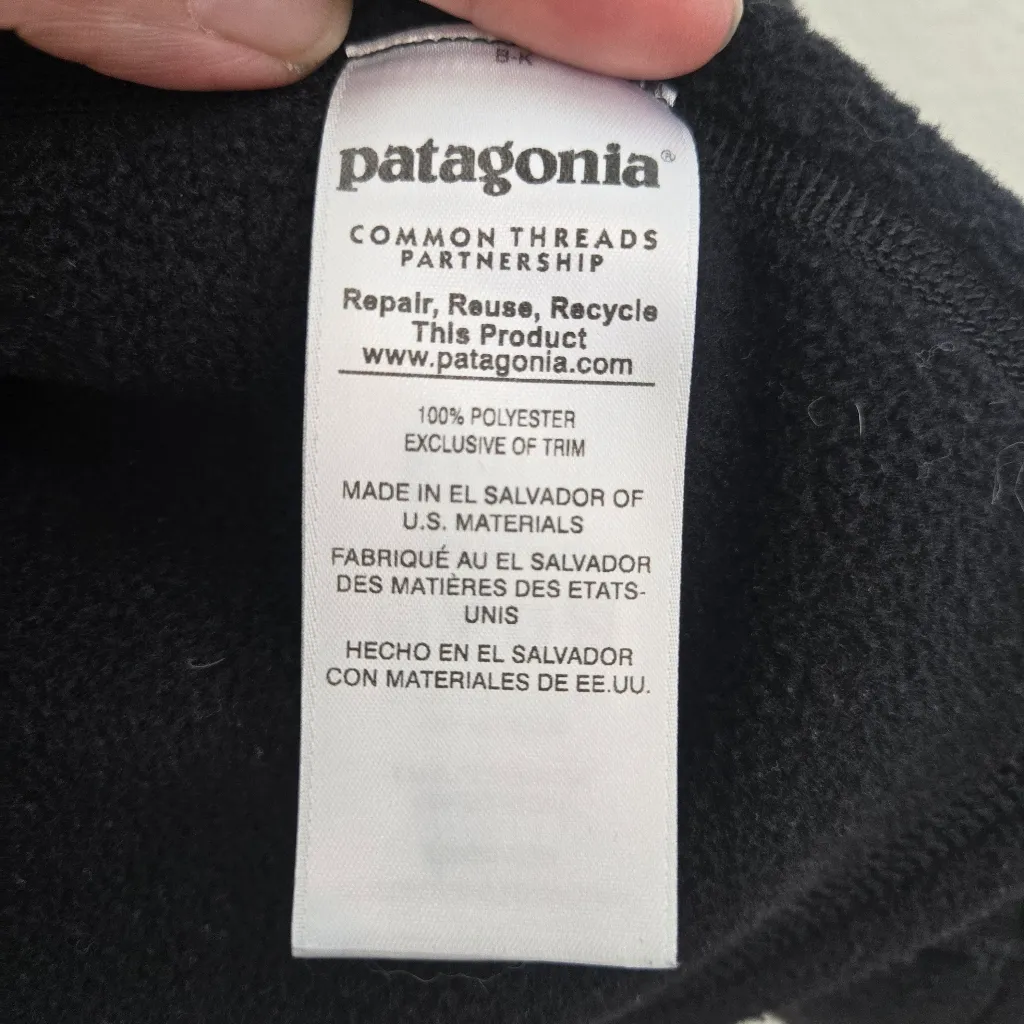 B-K
patagonia®
COMMON THREADS
PARTNERSHIP
Repair, Reuse, Recycle
This Product
www.patagonia.com
100% POLYESTER
EXCLUSIVE OF TRIM
MADE IN EL SALVADOR OF
U.S. MATERIALS
FABRIQUÉ AU EL SALVADOR
DES MATIÈRES DES ETATS-
UNIS
HECHO EN EL SALVADOR
CON MATERIALES DE EE.UU.